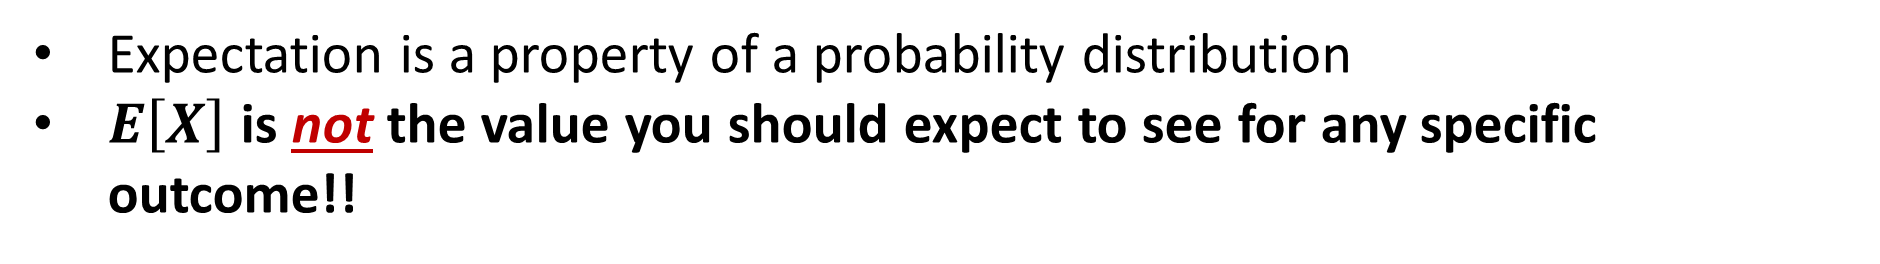 • Expectation is a property of a probability distribution
• E[X] is not the value you should expect to see for any specific
outcome!!